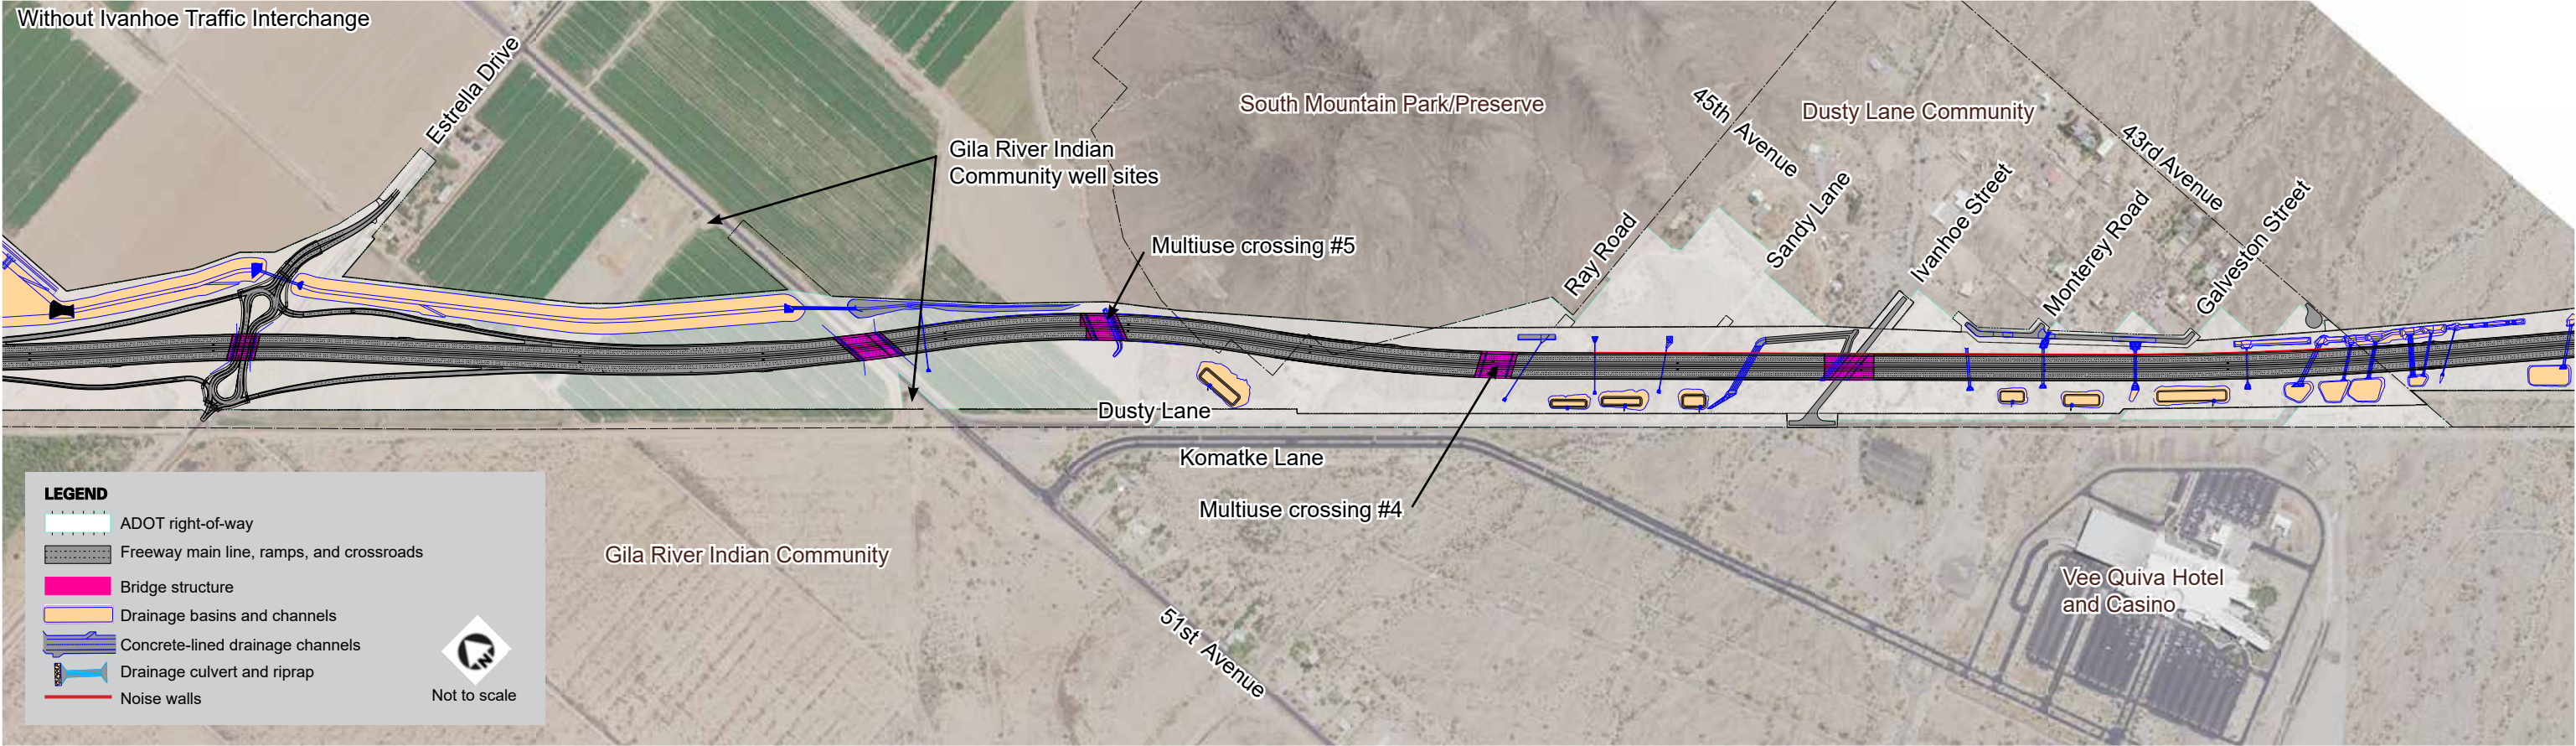 Without Ivanhoe Traffic Interchange
Estrella Drive
Gila River Indian
Community well sites
South Mountain Park/Preserve
Multiuse crossing #5
45th Avenue
Dusty Lane Community
43rd Avenue
Ray Road
Sandy Lane
Ivanhoe Street
Monterey Road
Galveston Street
Dusty Lane
Komatke Lane
Multiuse crossing #4
Gila River Indian Community
51st Avenue
Vee Quiva Hotel
and Casino
LEGEND
ADOT right-of-way
Freeway main line, ramps, and crossroads
Bridge structure
Drainage basins and channels
Concrete-lined drainage channels
Drainage culvert and riprap
Noise walls
N
Not to scale